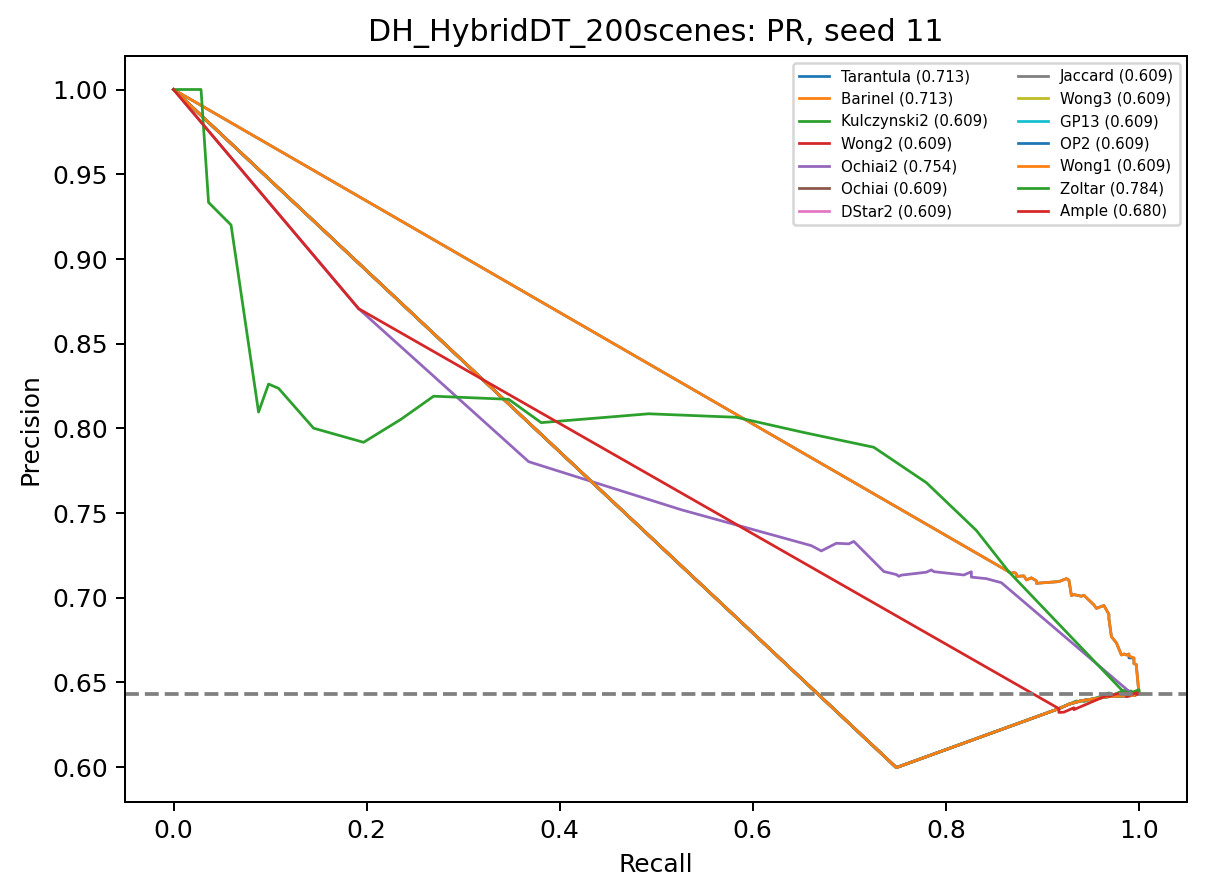 DH_HybridDT_200scenes: PR, seed 11
Tarantula (0.713)
Barinel (0.713)
Kulczynski2 (0.609)
Wong2 (0.609)
Ochiai2 (0.754)
Ochiai (0.609)
DStar2 (0.609)
Jaccard (0.609)
Wong3 (0.609)
GP13 (0.609)
OP2 (0.609)
Wong1 (0.609)
Zoltar (0.784)
Ample (0.680)
Precision
1.00
0.95
0.90
0.85
0.80
0.75
0.70
0.65
0.60
0.0
0.2
0.4
0.6
0.8
1.0
Recall